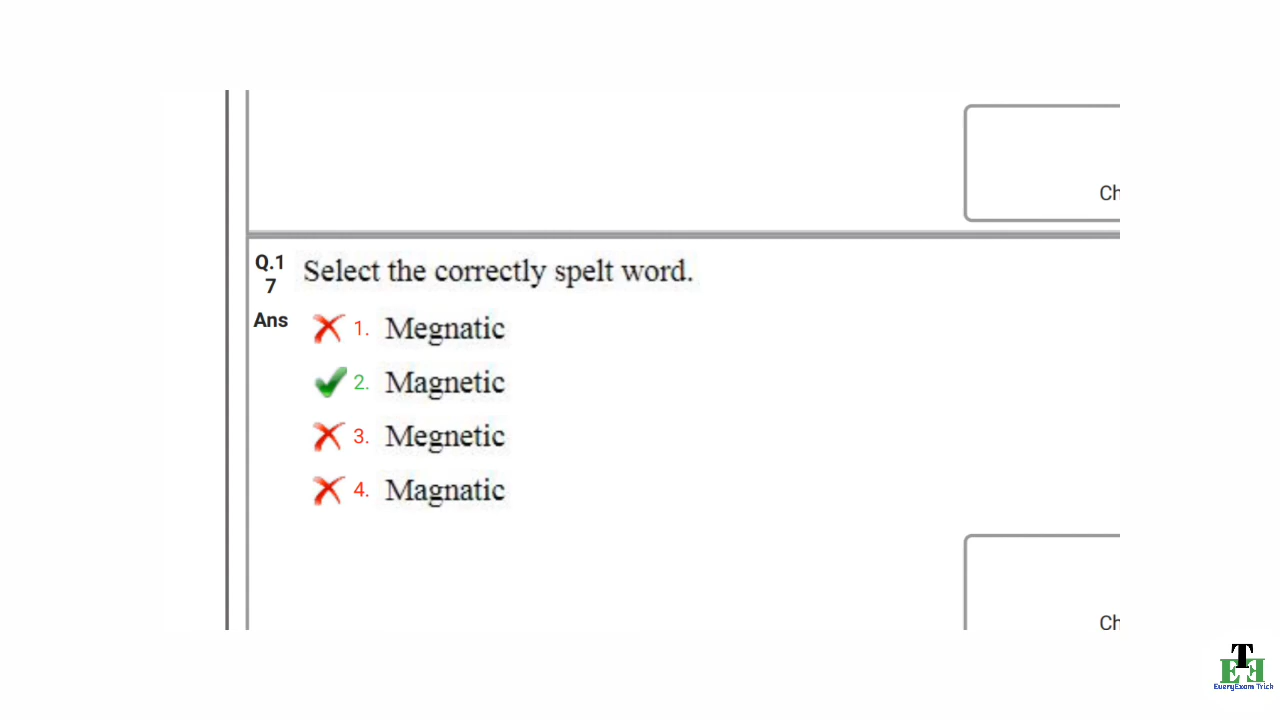 Ch
Q.1
7
Select the correctly spelt word.
Ans
1. Megnatic
2. Magnetic
3. Megnetic
4. Magnatic
Ch
TEE
EveryExam Trick